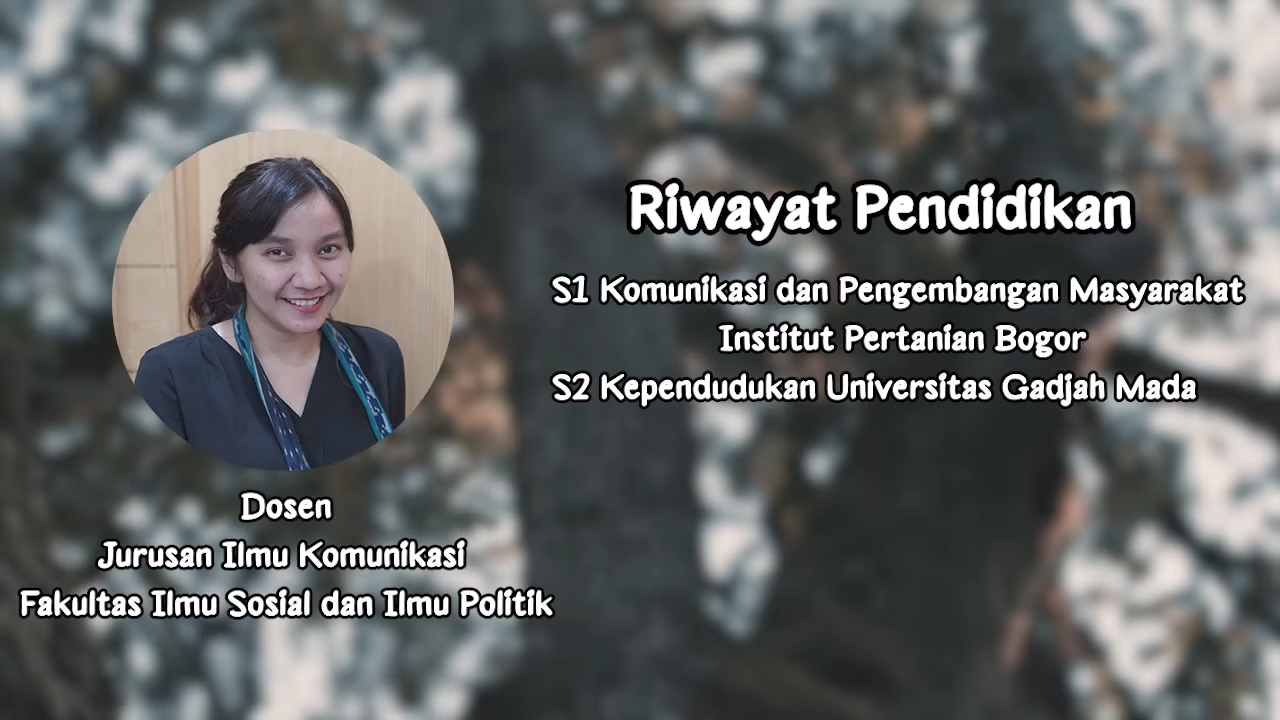 Riwayat Pendidikan
S1 Komunikasi dan Pengembangan Masyarakat
Institut Pertanian Bogor
S2 Kependudukan Universitas Gadjah Mada
Dosen
Jurusan Ilmu Komunikasi
Fakultas Ilmu Sosial dan Ilmu Politik